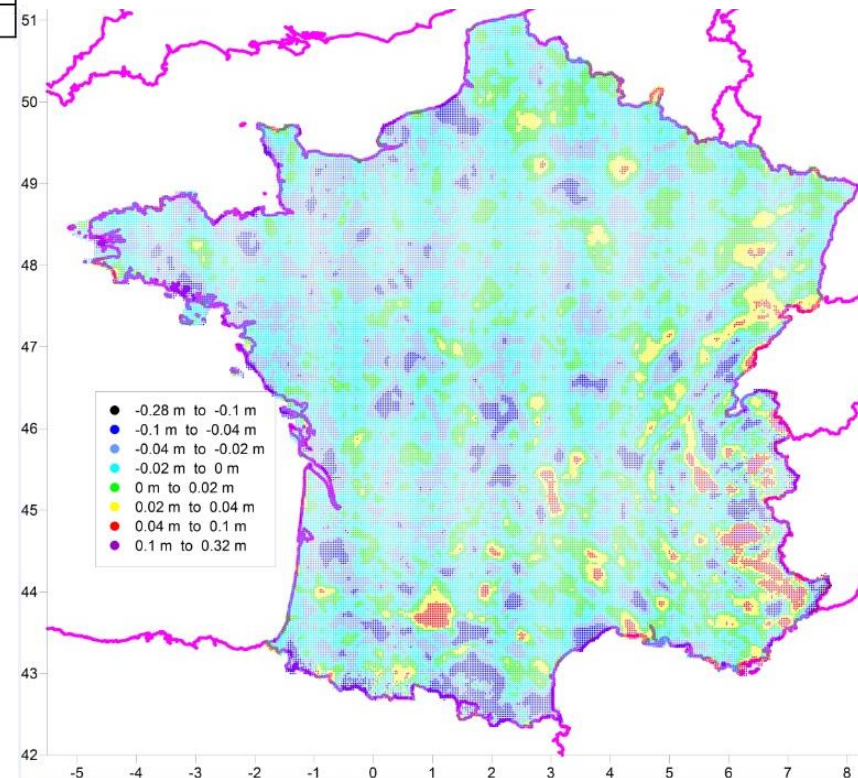 51
50
49
48
47
46
45
44
43
42
-0.28 m to -0.1 m
-0.1 m to -0.04 m
-0.04 m to -0.02 m
-0.02 m to 0 m
0 m to 0.02 m
0.02 m to 0.04 m
0.04 m to 0.1 m
0.1 m to 0.32 m
-5 -4 -3 -2 -1 0 1 2 3 4 5 6 7 8